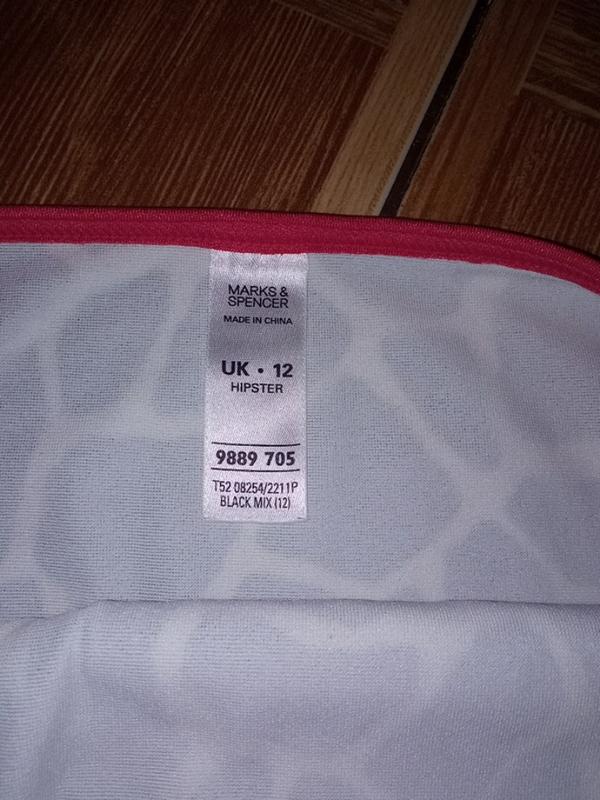 MARKS &
SPENCER
MADE IN CHINA
UK • 12
HIPSTER
9889 705
T52 08254/2211P
BLACK MIX (12)